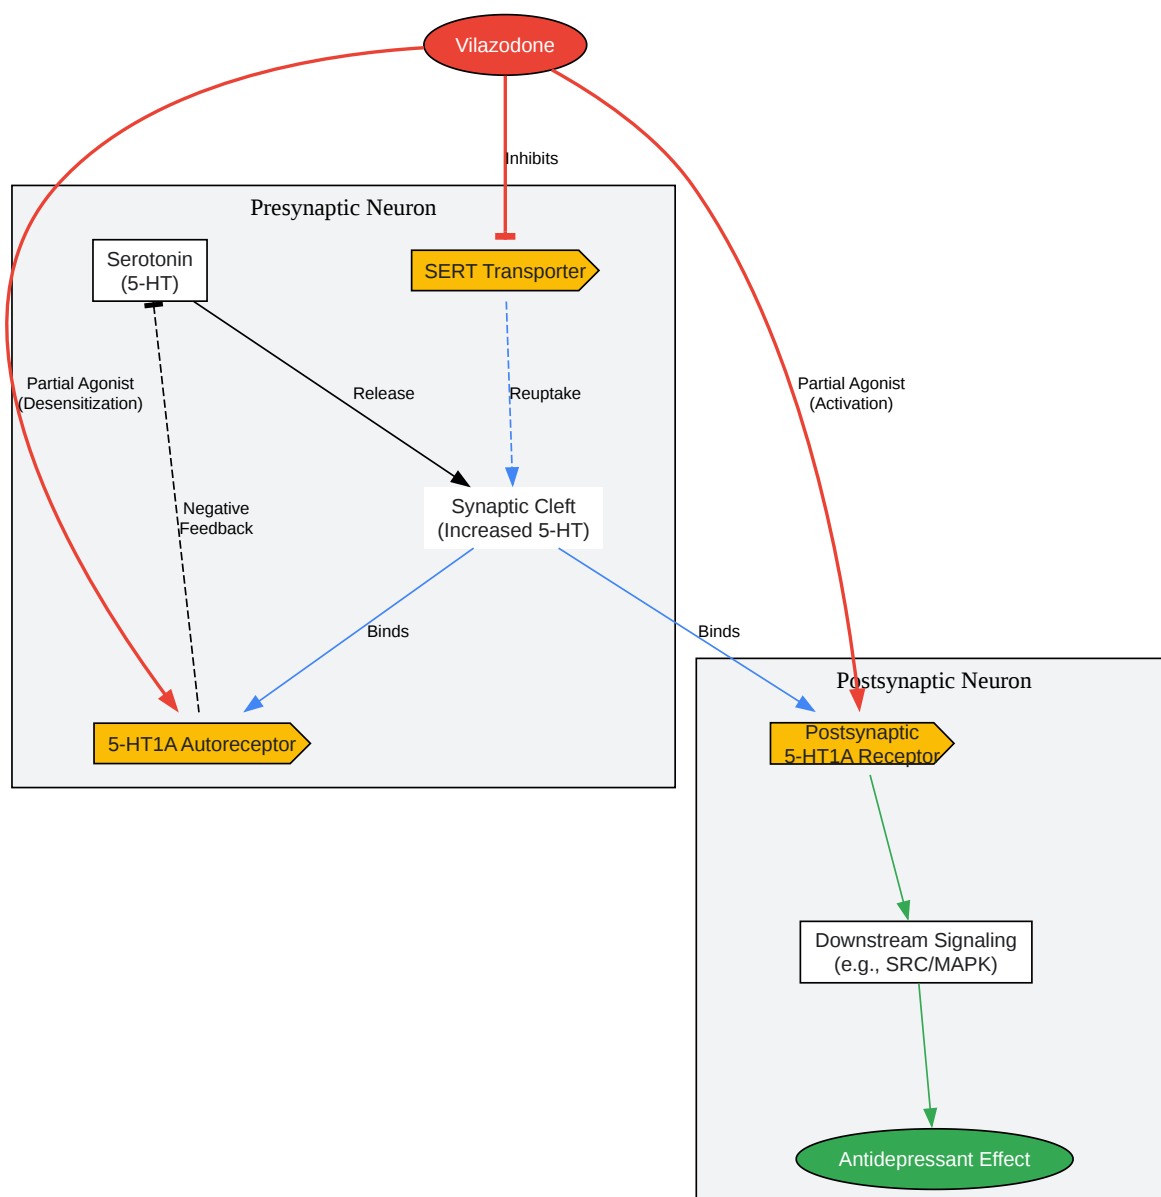 Vilazodone
Inhibits
Presynaptic Neuron
Serotonin
(5-HT)
SERT Transporter
Partial Agonist
(Desensitization)
Release
Reuptake
Partial Agonist
(Activation)
Negative
Feedback
Synaptic Cleft
(Increased 5-HT)
Binds
Binds
Postsynaptic Neuron
5-HT1A Autoreceptor
Postsynaptic
5-HT1A Receptor
Downstream Signaling
(e.g., SRC/MAPK)
Antidepressant Effect